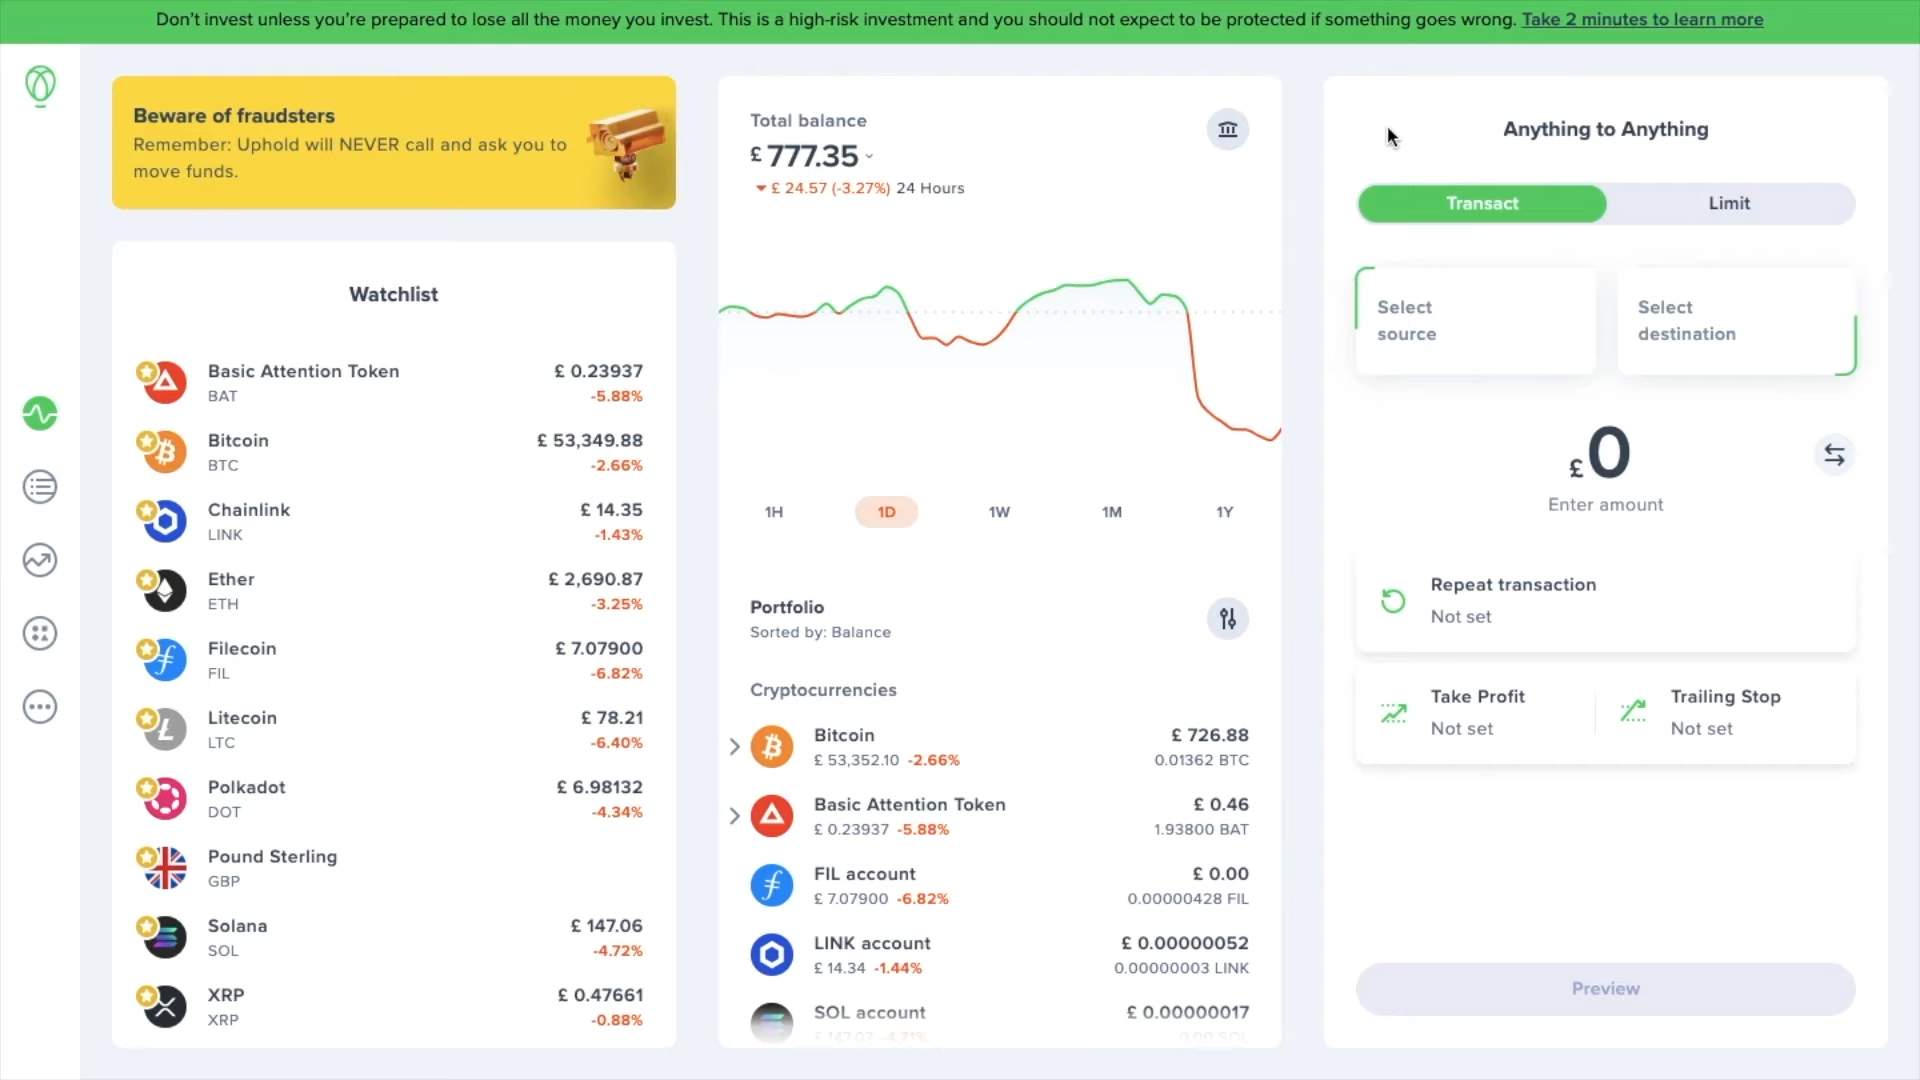 Don't invest unless you're prepared to lose all the money you invest. This is a high-risk investment and you should not expect to be protected if something goes wrong. Take 2 minutes to learn more
Beware of fraudsters
Remember: Uphold will NEVER call and ask you to
move funds.
Watchlist
Basic Attention Token £ 0.23937
BAT -5.88%
Bitcoin £ 53,349.88
BTC -2.66%
Chainlink £ 14.35
LINK -1.43%
Ether £ 2,690.87
ETH -3.25%
Filecoin £ 7.07900
FIL -6.82%
Litecoin £ 78.21
LTC -6.40%
Polkadot £ 6.98132
DOT -4.34%
Pound Sterling
GBP
Solana £ 147.06
SOL -4.72%
XRP £ 0.47661
XRP -0.88%
Total balance
£ 777.35
£ 24.57 (-3.27%) 24 Hours
1H 1D 1W 1M 1Y
Portfolio
Sorted by: Balance
Cryptocurrencies
Bitcoin £ 726.88
£ 53,352.10 -2.66% 0.01362 BTC
Basic Attention Token £ 0.46
£ 0.23937 -5.88% 1.93800 BAT
FIL account £ 0.00
£ 7.07900 -6.82% 0.00000428 FIL
LINK account £ 0.00000052
£ 14.34 -1.44% 0.00000003 LINK
SOL account £ 0.00000017
£ 147.03 -4.71% 0.00 SOL
Anything to Anything
Transact Limit
Select
source
Select
destination
£0
Enter amount
Repeat transaction
Not set
Take Profit
Not set
Trailing Stop
Not set
Preview